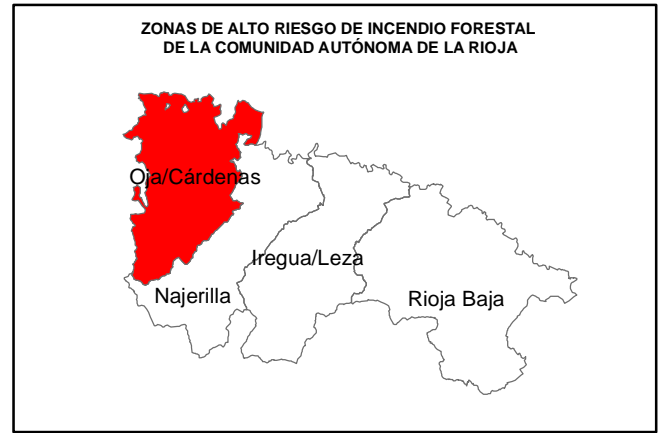 ZONAS DE ALTO RIESGO DE INCENDIO FORESTAL
DE LA COMUNIDAD AUTÓNOMA DE LA RIOJA
Oja/Cárdenas
Iregua/Leza
Najerilla
Rioja Baja